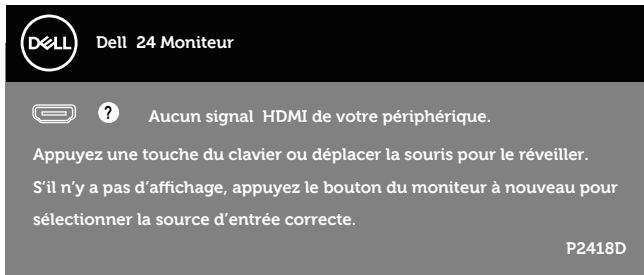 DELL Dell 24 Moniteur
? Aucun signal HDMI de votre périphérique.
Appuyez une touche du clavier ou déplacer la souris pour le réveiller.
S'il n'y a pas d'affichage, appuyez le bouton du moniteur à nouveau pour
sélectionner la source d'entrée correcte.
P2418D